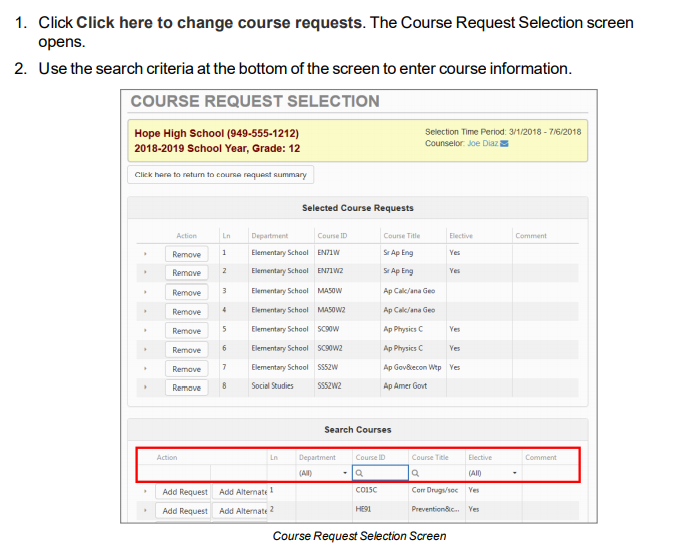 1. Click Click here to change course requests. The Course Request Selection screen
opens.
2. Use the search criteria at the bottom of the screen to enter course information.
COURSE REQUEST SELECTION
Hope High School (949-555-1212)
2018-2019 School Year, Grade: 12
Selection Time Period: 3/1/2018 - 7/6/2018
Counselor: Joe Diaz
Click here to return to course request summary
Selected Course Requests
Action Ln Department Course ID Course Title Elective Comment
Remove 1 Elementary School EN71W Sr Ap Eng Yes
Remove 2 Elementary School EN71W2 Sr Ap Eng Yes
Remove 3 Elementary School MA50W Ap Calc/ana Geo
Remove 4 Elementary School MA50W2 Ap Calc/ana Geo
Remove 5 Elementary School SC90W Ap Physics C Yes
Remove 6 Elementary School SC90W2 Ap Physics C Yes
Remove 7 Elementary School SS52W Ap Gov&econ Wtp Yes
Remove 8 Social Studies SS52W2 Ap Amer Govt
Search Courses
Action Ln Department Course ID Course Title Elective Comment
(All) (All)
Add Request Add Alternate 1 CO15C Corr Drugs/soc Yes
Add Request Add Alternate 2 HE91 Prevention&c... Yes
Course Request Selection Screen